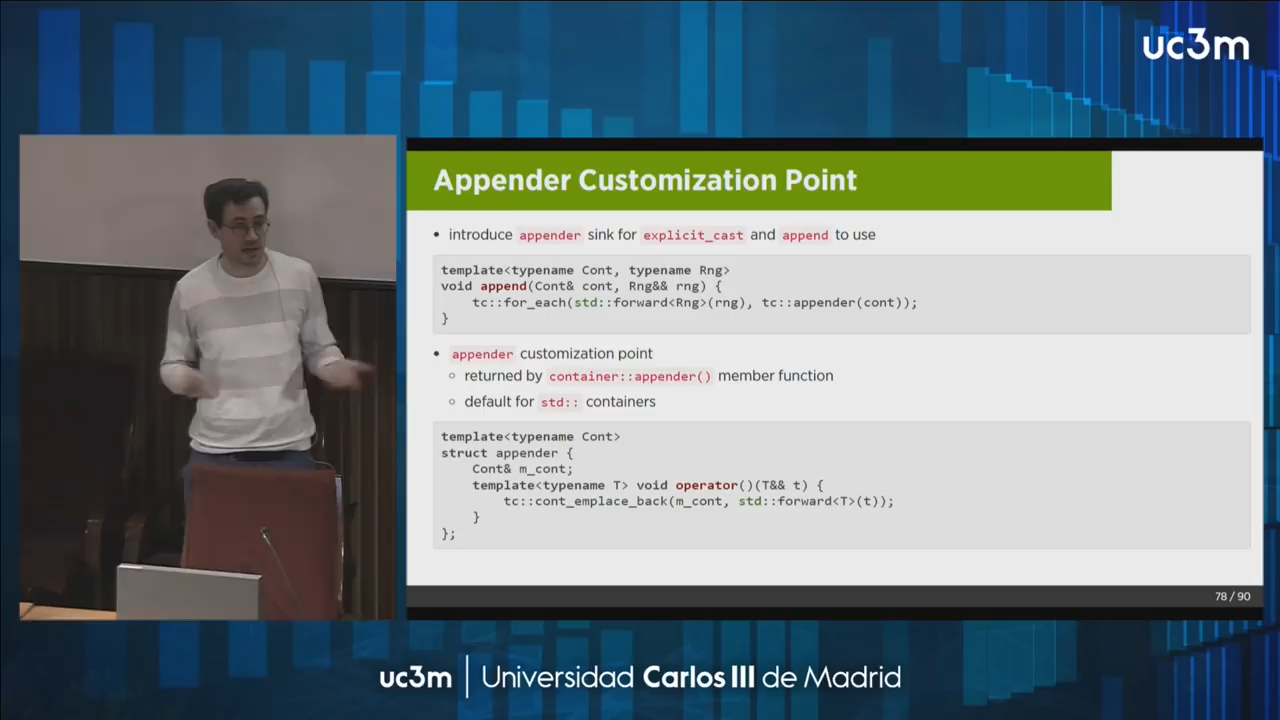 uc3m
Appender Customization Point
• introduce appender sink for explicit_cast and append to use
template<typename Cont, typename Rng>
void append(Cont& cont, Rng&& rng) {
    tc::for_each(std::forward<Rng>(rng), tc::appender(cont));
}
• appender customization point
◦ returned by container::appender() member function
◦ default for std:: containers
template<typename Cont>
struct appender {
    Cont& m_cont;
    template<typename T> void operator()(T&& t) {
        tc::cont_emplace_back(m_cont, std::forward<T>(t));
    }
};
78 / 90
uc3m | Universidad Carlos III de Madrid